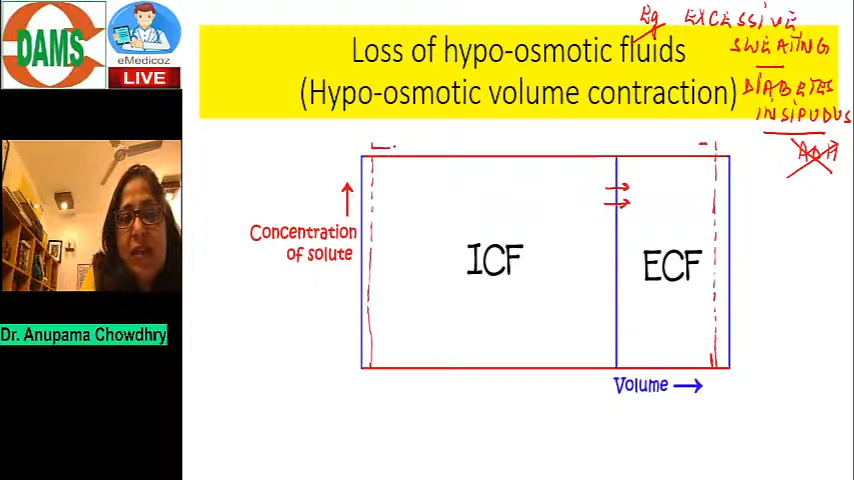 DAMS
eMedicoz
LIVE
Eg EXCESSIVE
SWEATING
DIABETES
INSIPUDUS
ADH
Loss of hypo-osmotic fluids
(Hypo-osmotic volume contraction)
Concentration
of solute
ICF
ECF
Volume
Dr. Anupama Chowdhry